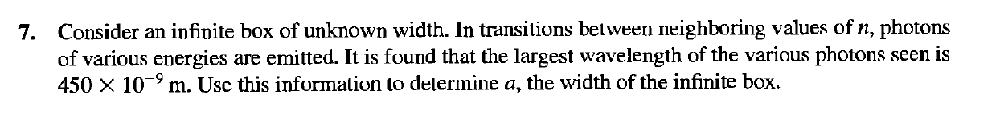 7. Consider an infinite box of unknown width. In transitions between neighboring values of n, photons
of various energies are emitted. It is found that the largest wavelength of the various photons seen is
450 × 10⁻⁹ m. Use this information to determine a, the width of the infinite box.